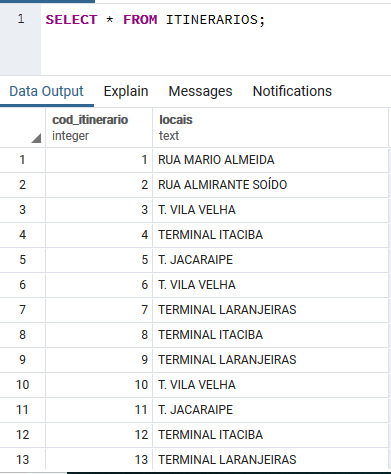 1 SELECT * FROM ITINERARIOS;
Data Output Explain Messages Notifications
cod_itinerario locais
integer text
1 1 RUA MARIO ALMEIDA
2 2 RUA ALMIRANTE SOÍDO
3 3 T. VILA VELHA
4 4 TERMINAL ITACIBA
5 5 T. JACARAIPE
6 6 T. VILA VELHA
7 7 TERMINAL LARANJEIRAS
8 8 TERMINAL ITACIBA
9 9 TERMINAL LARANJEIRAS
10 10 T. VILA VELHA
11 11 T. JACARAIPE
12 12 TERMINAL ITACIBA
13 13 TERMINAL LARANJEIRAS